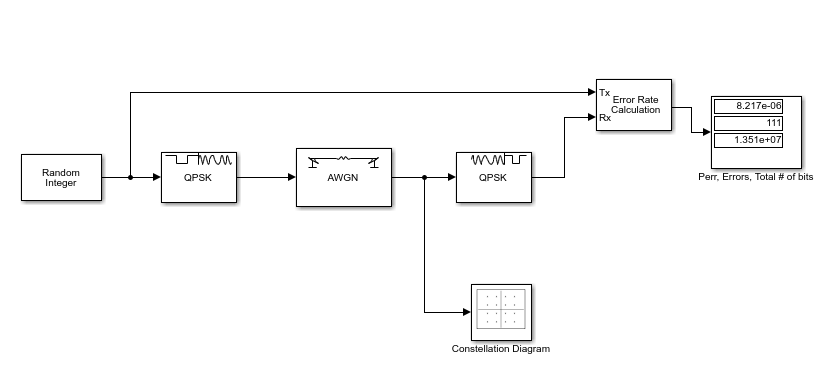 Tx
Error Rate
Calculation
Rx
8.217e-06
111
1.351e+07
Perr, Errors, Total # of bits
Random
Integer
QPSK
AWGN
QPSK
Constellation Diagram